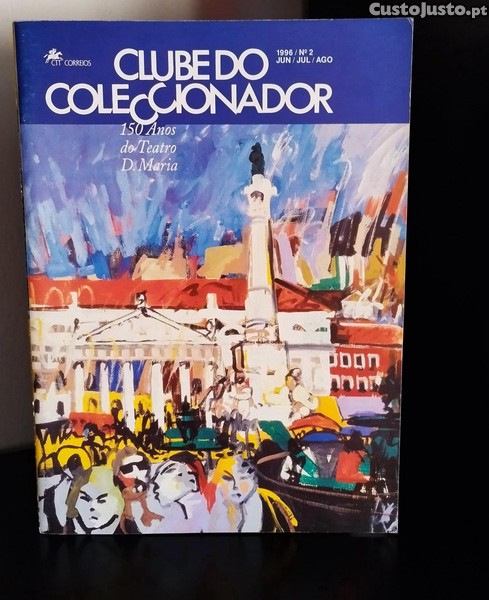 CustoJusto.pt
CTT CORREIOS
CLUBE DO
COLECCIONADOR
1996 / Nº 2
JUN / JUL / AGO
150 Anos
do Teatro
D. Maria